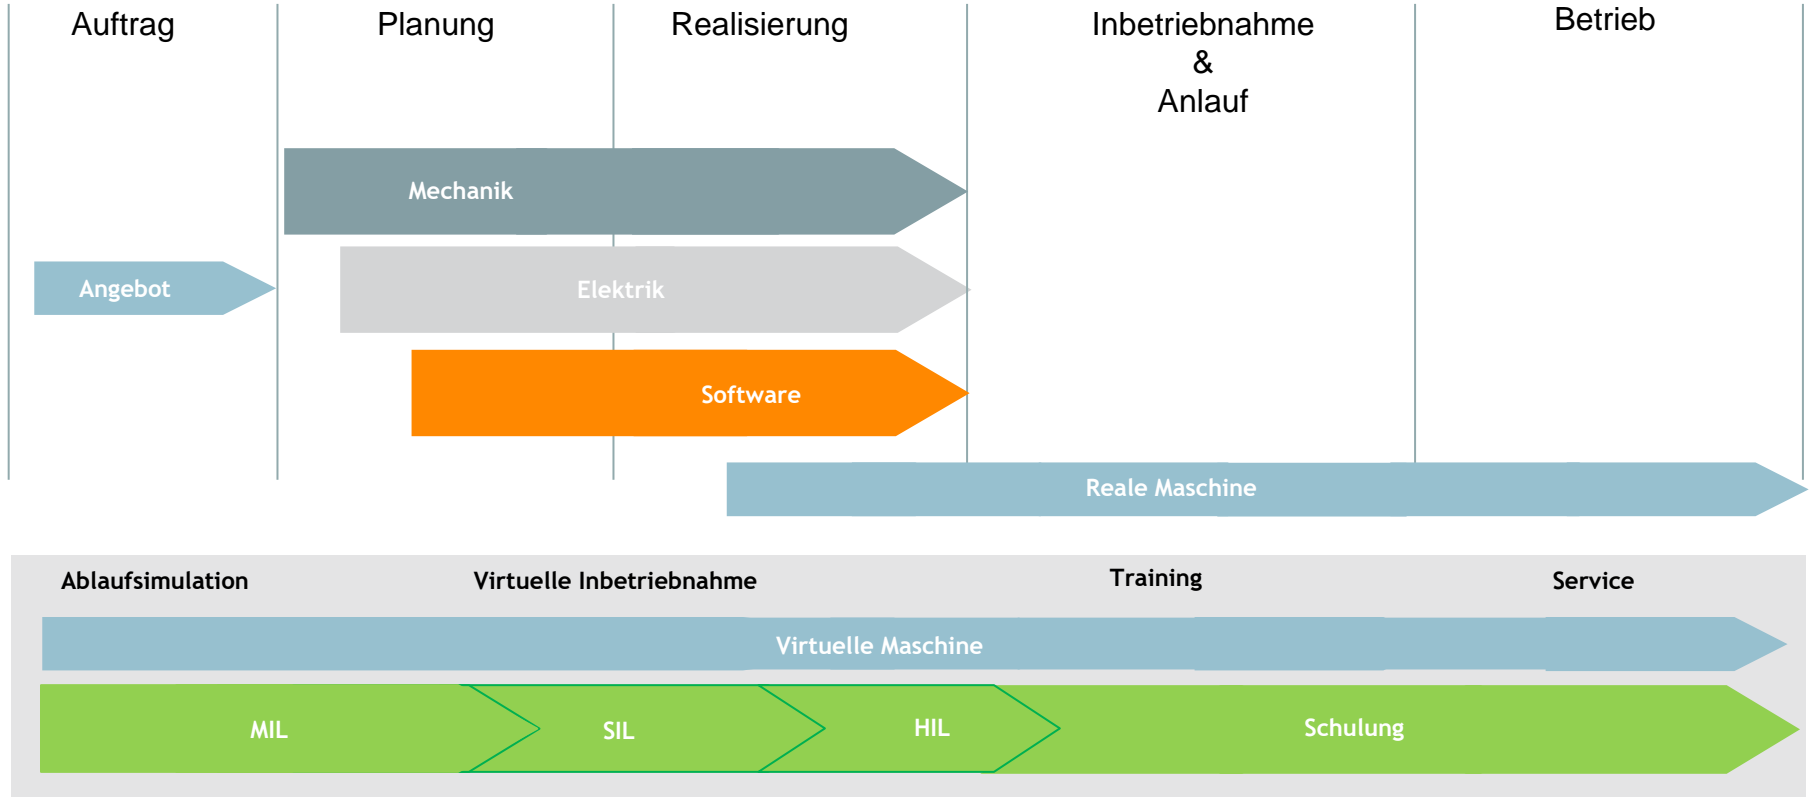 Auftrag
Planung
Realisierung
Inbetriebnahme
&
Anlauf
Betrieb
Mechanik
Angebot
Elektrik
Software
Reale Maschine
Ablaufsimulation
Virtuelle Inbetriebnahme
Training
Service
Virtuelle Maschine
MIL
SIL
HIL
Schulung